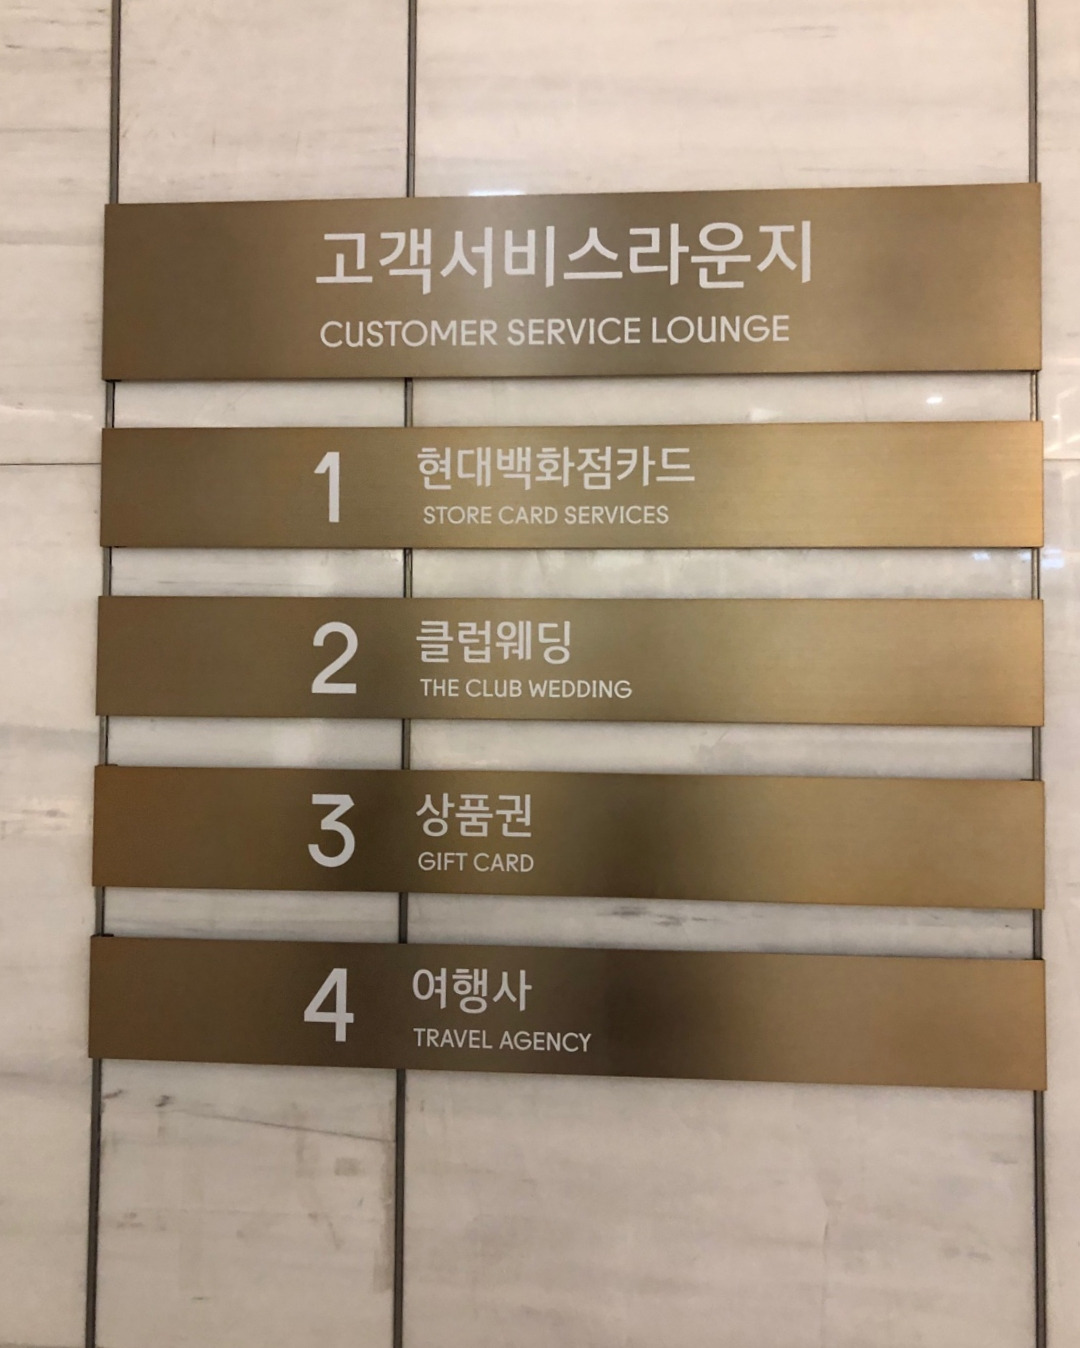 고객서비스라운지
CUSTOMER SERVICE LOUNGE
1 현대백화점카드
STORE CARD SERVICES
2 클럽웨딩
THE CLUB WEDDING
3 상품권
GIFT CARD
4 여행사
TRAVEL AGENCY